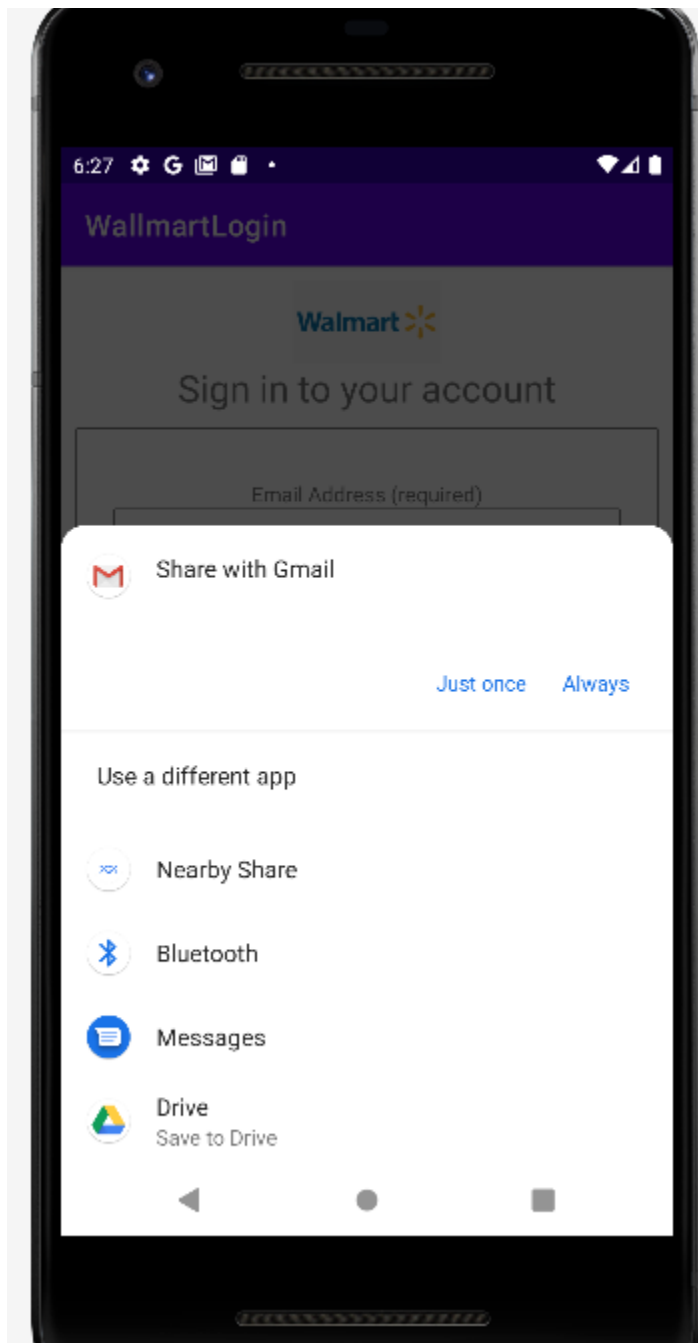 6:27
WallmartLogin
Walmart
Sign in to your account
Email Address (required)
Share with Gmail
Just once Always
Use a different app
Nearby Share
Bluetooth
Messages
Drive
Save to Drive